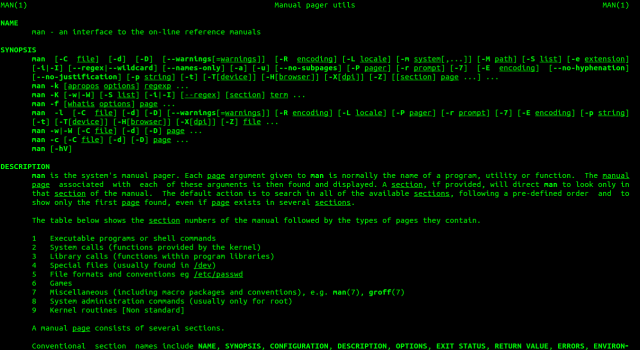 MAN(1) Manual pager utils MAN(1)
NAME
man - an interface to the on-line reference manuals
SYNOPSIS
man [-C file] [-d] [-D] [--warnings[=warnings]] [-R encoding] [-L locale] [-m system[,...]] [-M path] [-S list] [-e extension]
[-i|-I] [--regex|--wildcard] [--names-only] [-a] [-u] [--no-subpages] [-P pager] [-r prompt] [-7] [-E encoding] [--no-hyphenation]
[--no-justification] [-p string] [-t] [-T[device]] [-H[browser]] [-X[dpi]] [-Z] [[section] page ...] ...
man -k [apropos options] regexp ...
man -K [-w|-W] [-S list] [-i|-I] [--regex] [section] term ...
man -f [whatis options] page ...
man -l [-C file] [-d] [-D] [--warnings[=warnings]] [-R encoding] [-L locale] [-P pager] [-r prompt] [-7] [-E encoding] [-p string]
[-t] [-T[device]] [-H[browser]] [-X[dpi]] [-Z] file ...
man -w|-W [-C file] [-d] [-D] page ...
man -c [-C file] [-d] [-D] page ...
man [-hV]
DESCRIPTION
man is the system's manual pager. Each page argument given to man is normally the name of a program, utility or function. The manual
page associated with each of these arguments is then found and displayed. A section, if provided, will direct man to look only in
that section of the manual. The default action is to search in all of the available sections, following a pre-defined order and to
show only the first page found, even if page exists in several sections.
The table below shows the section numbers of the manual followed by the types of pages they contain.
1 Executable programs or shell commands
2 System calls (functions provided by the kernel)
3 Library calls (functions within program libraries)
4 Special files (usually found in /dev)
5 File formats and conventions eg /etc/passwd
6 Games
7 Miscellaneous (including macro packages and conventions), e.g. man(7), groff(7)
8 System administration commands (usually only for root)
9 Kernel routines [Non standard]
A manual page consists of several sections.
Conventional section names include NAME, SYNOPSIS, CONFIGURATION, DESCRIPTION, OPTIONS, EXIT STATUS, RETURN VALUE, ERRORS, ENVIRON-